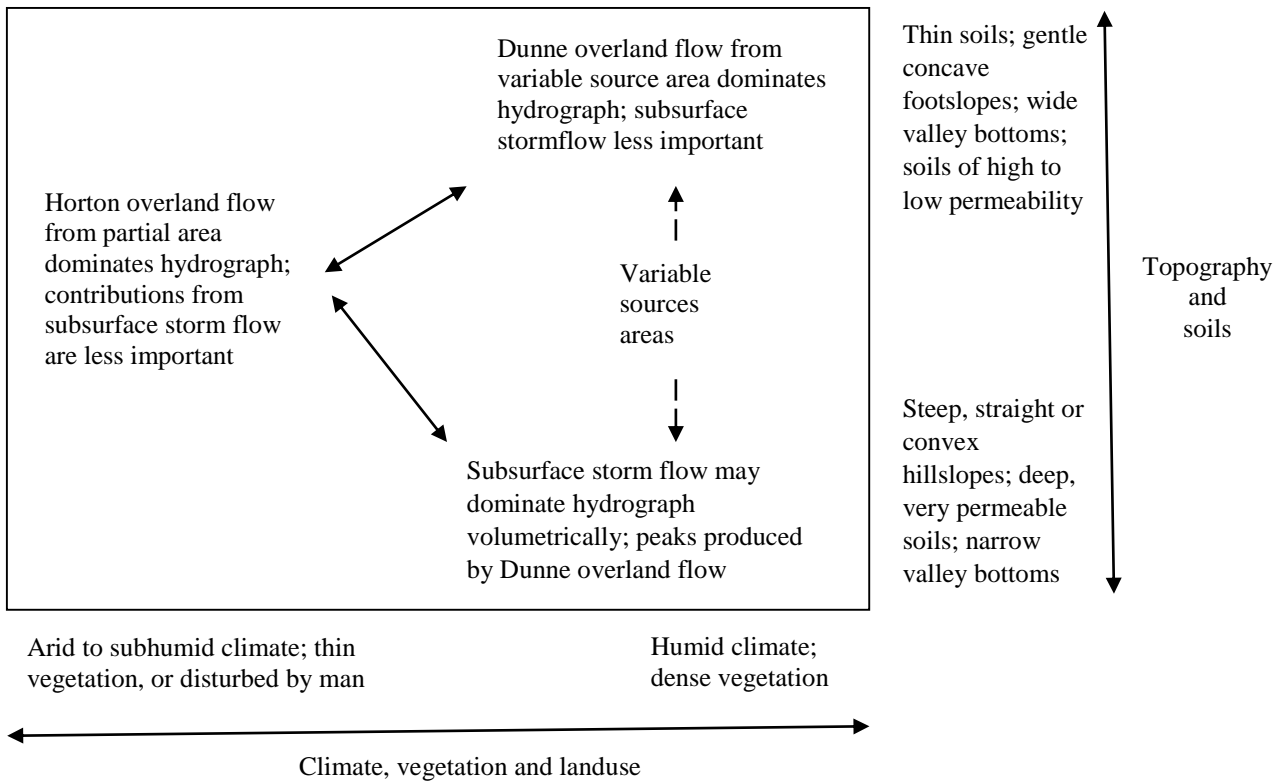 Dunne overland flow from
variable source area dominates
hydrograph; subsurface
stormflow less important
Thin soils; gentle
concave
footslopes; wide
valley bottoms;
soils of high to
low permeability
Horton overland flow
from partial area
dominates hydrograph;
contributions from
subsurface storm flow
are less important
Variable
sources
areas
Topography
and
soils
Subsurface storm flow may
dominate hydrograph
volumetrically; peaks produced
by Dunne overland flow
Steep, straight or
convex
hillslopes; deep,
very permeable
soils; narrow
valley bottoms
Arid to subhumid climate; thin
vegetation, or disturbed by man
Humid climate;
dense vegetation
Climate, vegetation and landuse